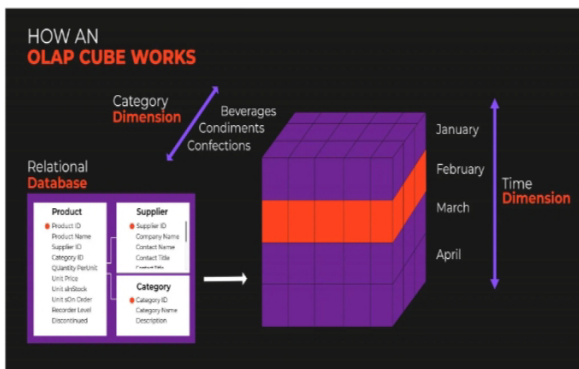 HOW AN
OLAP CUBE WORKS
Category
Dimension
Beverages
Condiments
Confections
January
February
March
April
Time
Dimension
Relational
Database
Product
Product ID
Product Name
Supplier ID
Category ID
QUantity PerUnit
Unit Price
Unit sInStock
Unit sOn Order
Recorder Level
Discontinued
Supplier
Supplier ID
Company Name
Contact Name
Contact Title
Category
Category ID
Category Name
Description